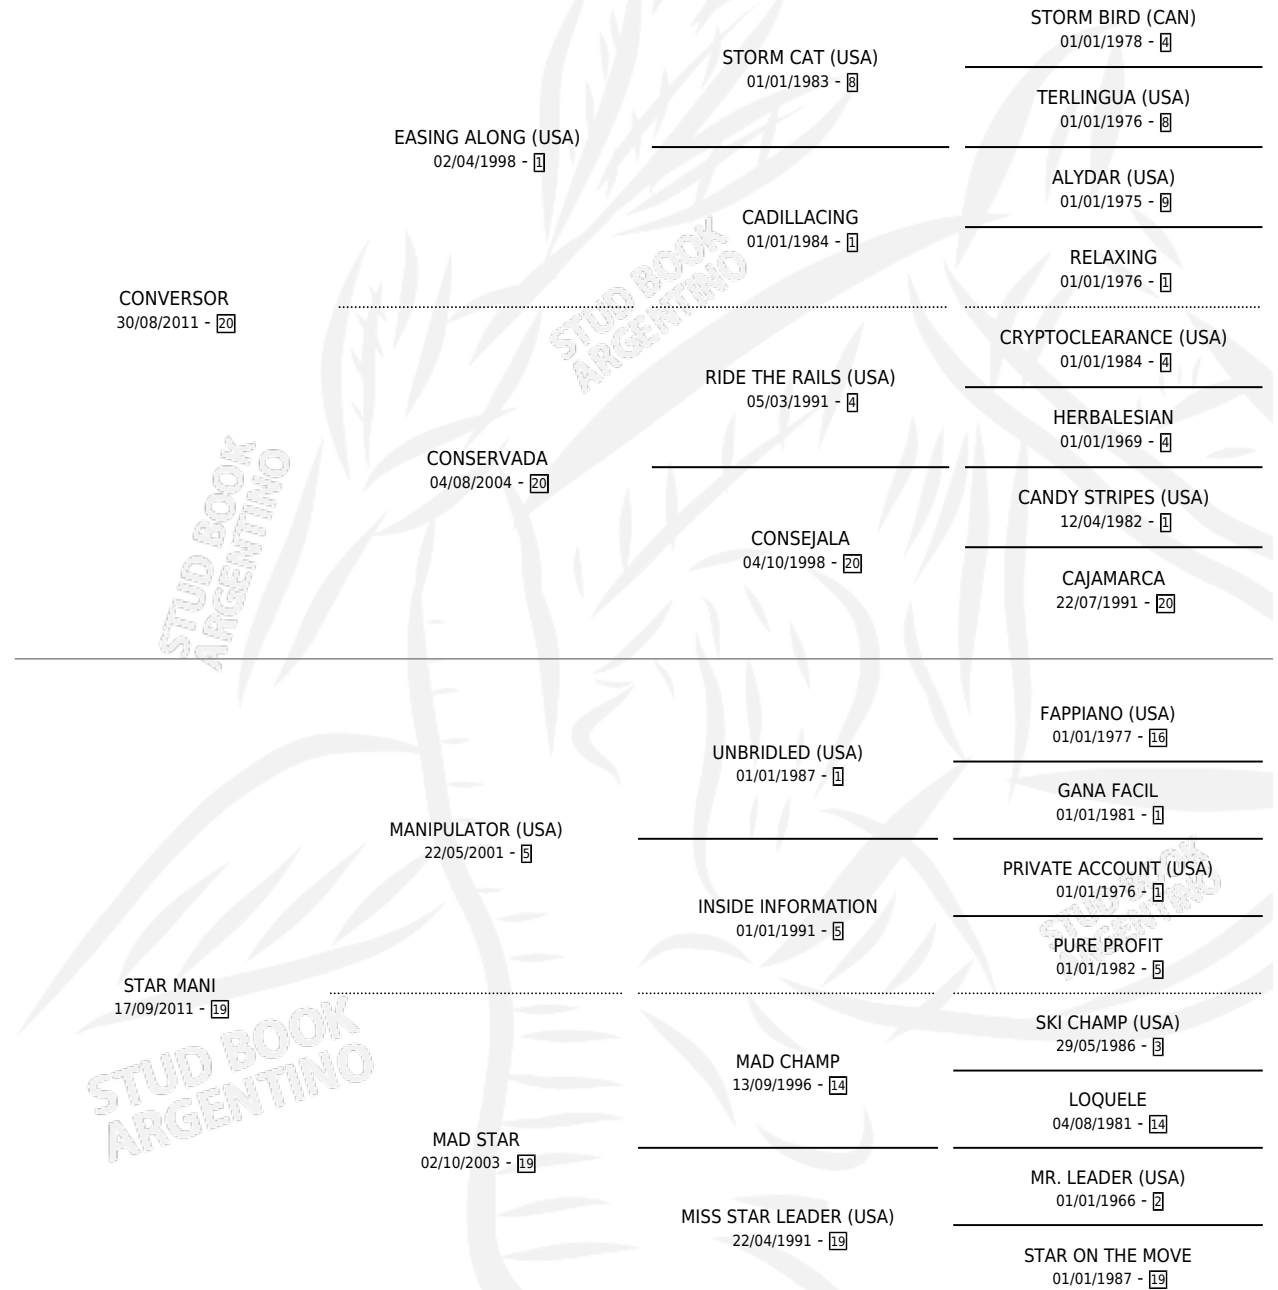 STORM BIRD (CAN)
01/01/1978 - 4
STORM CAT (USA)
01/01/1983 - 8
TERLINGUA (USA)
01/01/1976 - 8
EASING ALONG (USA)
02/04/1998 - 1
ALYDAR (USA)
01/01/1975 - 9
CADILLACING
01/01/1984 - 1
RELAXING
01/01/1976 - 1
CONVERSOR
30/08/2011 - 20
CRYPTOCLEARANCE (USA)
01/01/1984 - 4
RIDE THE RAILS (USA)
05/03/1991 - 4
HERBALESIAN
01/01/1969 - 4
CONSERVADA
04/08/2004 - 20
CANDY STRIPES (USA)
12/04/1982 - 1
CONSEJALA
04/10/1998 - 20
CAJAMARCA
22/07/1991 - 20
STUD BOOK
ARGENTINO
STUD BOOK
ARGENTINO
FAPPIANO (USA)
01/01/1977 - 16
UNBRIDLED (USA)
01/01/1987 - 1
GANA FACIL
01/01/1981 - 1
MANIPULATOR (USA)
22/05/2001 - 5
PRIVATE ACCOUNT (USA)
01/01/1976 - 1
INSIDE INFORMATION
01/01/1991 - 5
PURE PROFIT
01/01/1982 - 5
STUD BOOK
ARGENTINO
STAR MANI
17/09/2011 - 19
SKI CHAMP (USA)
29/05/1986 - 3
MAD CHAMP
13/09/1996 - 14
LOQUELE
04/08/1981 - 14
MAD STAR
02/10/2003 - 19
MR. LEADER (USA)
01/01/1966 - 2
MISS STAR LEADER (USA)
22/04/1991 - 19
STAR ON THE MOVE
01/01/1987 - 19
STUD BOOK
ARGENTINO